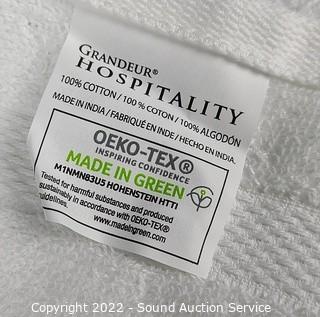 GRANDEUR®
HOSPITALITY
100% COTTON / 100 % COTON / 100% ALGODÓN
MADE IN INDIA / FABRIQUÉ EN INDE / HECHO EN INDIA.
OEKO-TEX®
INSPIRING CONFIDENCE
MADE IN GREEN
M1NMN83U5 HOHENSTEIN HTTI
Tested for harmful substances and produced
sustainably in accordance with OEKO-TEX®
guidelines.
www.madeingreen.com
Copyright © 2022 - Sound Auction Service